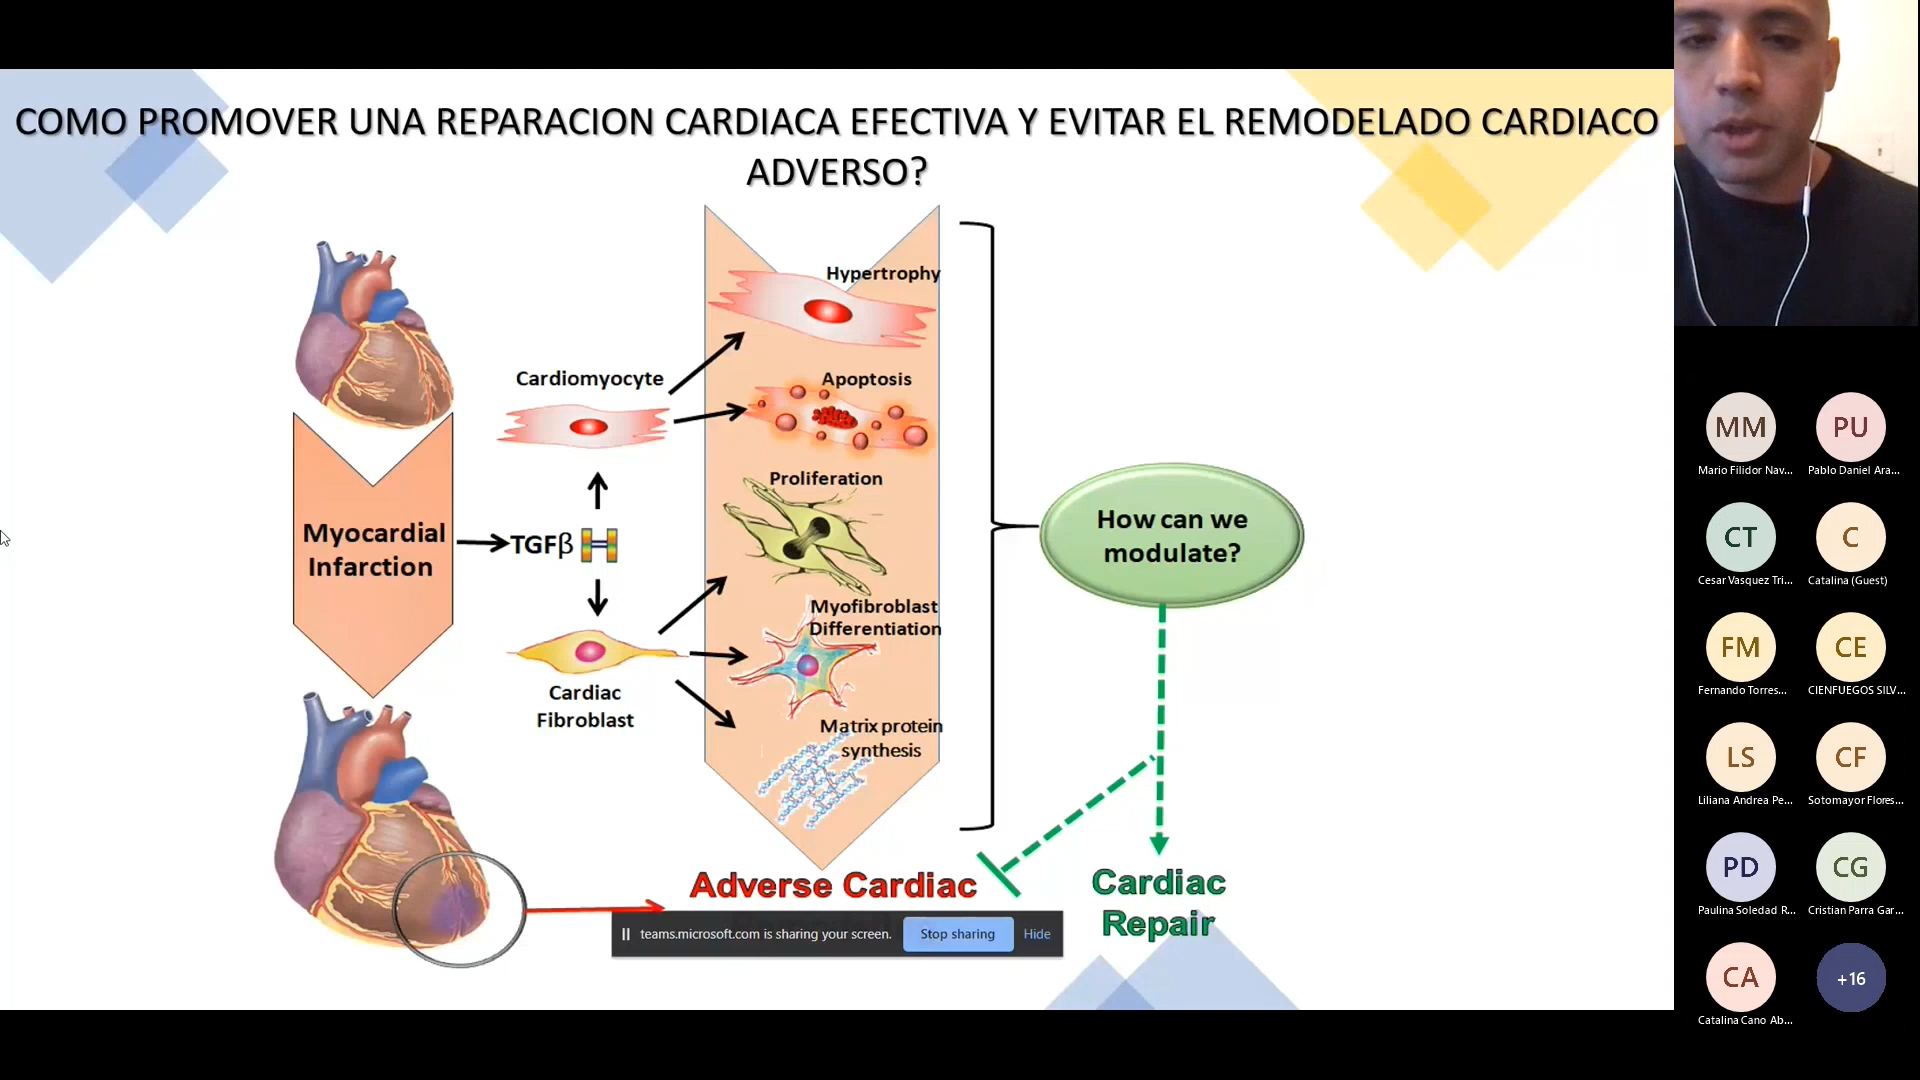 COMO PROMOVER UNA REPARACION CARDIACA EFECTIVA Y EVITAR EL REMODELADO CARDIACO
ADVERSO?
Hypertrophy
Cardiomyocyte
Apoptosis
Proliferation
Myocardial
Infarction
TGFβ
How can we
modulate?
Myofibroblast
Differentiation
Cardiac
Fibroblast
Matrix protein
synthesis
Adverse Cardiac
Cardiac
Repair
teams.microsoft.com is sharing your screen.
Stop sharing
Hide
MM
Mario Filidor Nav...
PU
Pablo Daniel Ara...
CT
Cesar Vasquez Tri...
C
Catalina (Guest)
FM
Fernando Torres...
CE
CIENFUEGOS SILV...
LS
Liliana Andrea Pe...
CF
Sotomayor Flores...
PD
Paulina Soledad R...
CG
Cristian Parra Gar...
CA
Catalina Cano Ab...
+16